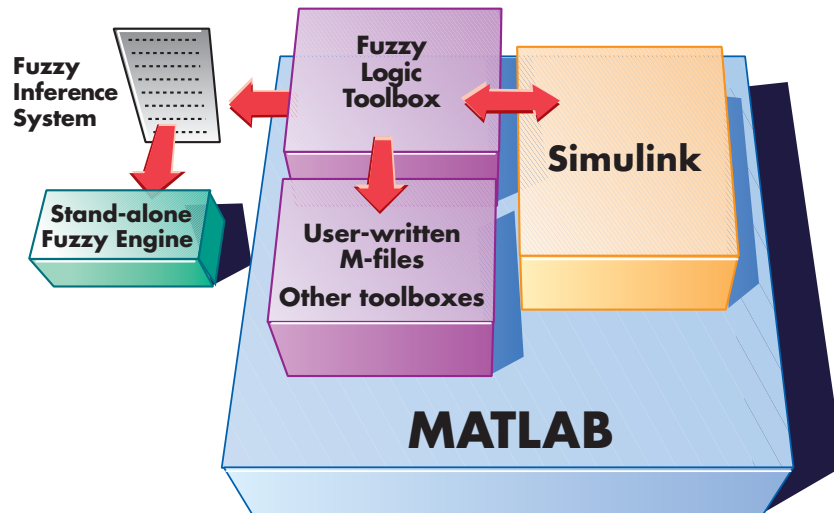 Fuzzy
Inference
System
Fuzzy
Logic
Toolbox
Simulink
Stand-alone
Fuzzy Engine
User-written
M-files
Other toolboxes
MATLAB